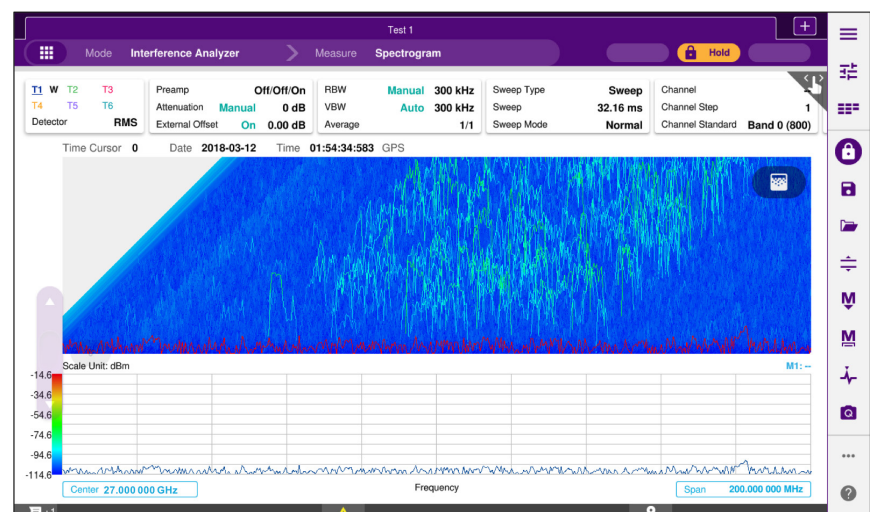 Test 1
Mode Interference Analyzer Measure Spectrogram Hold
T1 W T2 T3
T4 T5 T6
Detector RMS
Preamp Off/Off/On
Attenuation Manual 0 dB
External Offset On 0.00 dB
RBW Manual 300 kHz
VBW Auto 300 kHz
Average 1/1
Sweep Type Sweep
Sweep 32.16 ms
Sweep Mode Normal
Channel --
Channel Step 1
Channel Standard Band 0 (800)
Time Cursor 0 Date 2018-03-12 Time 01:54:34:583 GPS
Scale Unit: dBm M1: --
-14.6
-34.6
-54.6
-74.6
-94.6
-114.6
Center 27.000 000 GHz Frequency Span 200.000 000 MHz
M
M